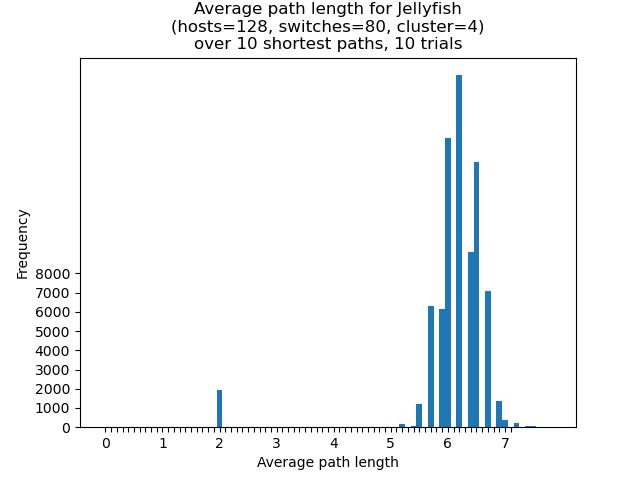 Average path length for Jellyfish
(hosts=128, switches=80, cluster=4)
over 10 shortest paths, 10 trials
Frequency
8000
7000
6000
5000
4000
3000
2000
1000
0
0 1 2 3 4 5 6 7
Average path length